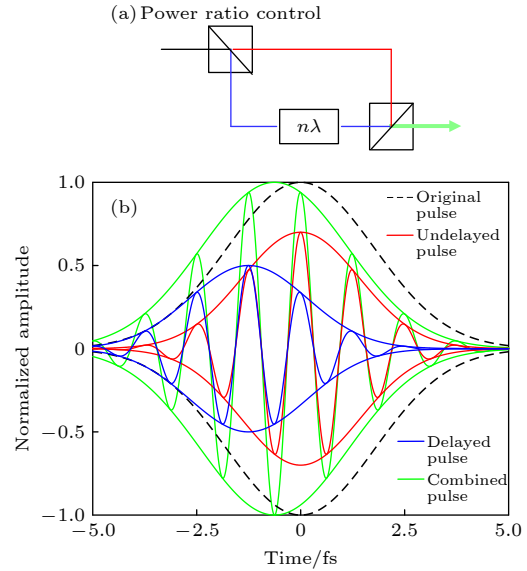 (a) Power ratio control
nλ
(b)
Original
pulse
Undelayed
pulse
Delayed
pulse
Combined
pulse
Normalized amplitude
1.0
0.5
0
−0.5
−1.0
−5.0 −2.5 0 2.5 5.0
Time/fs